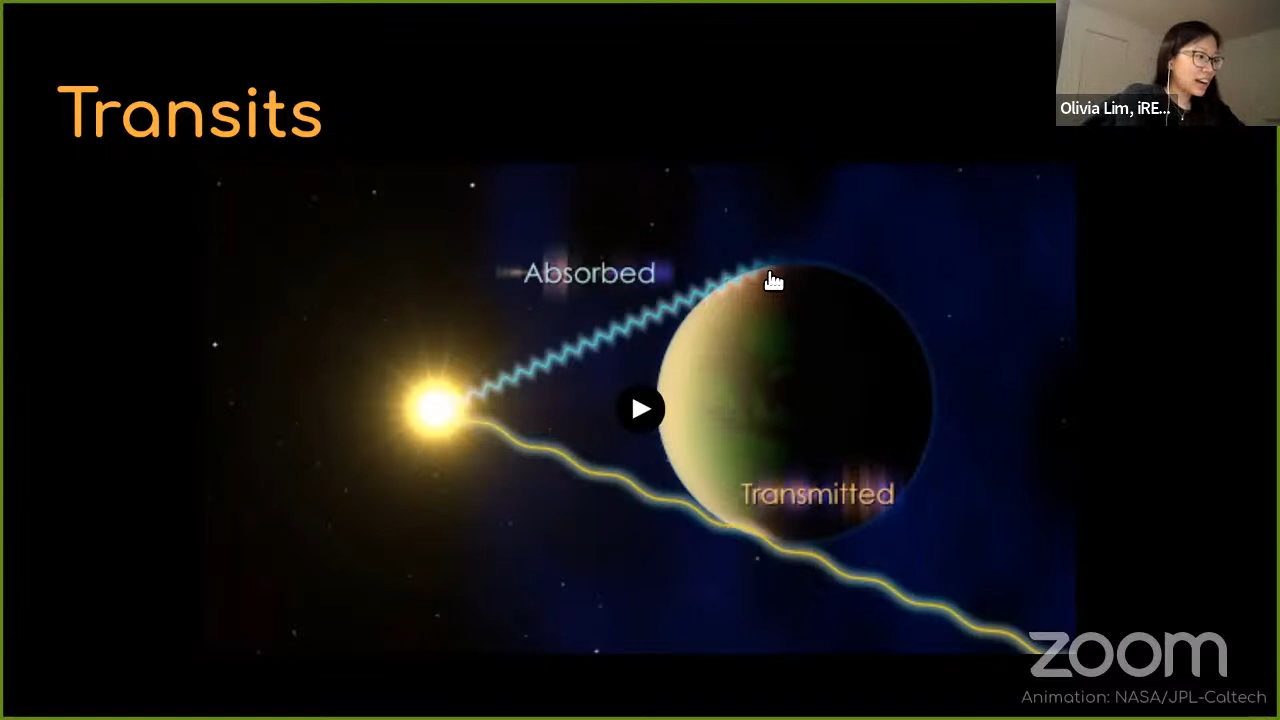 Transits
Olivia Lim, iRE...
Absorbed
Transmitted
zoom
Animation: NASA/JPL-Caltech